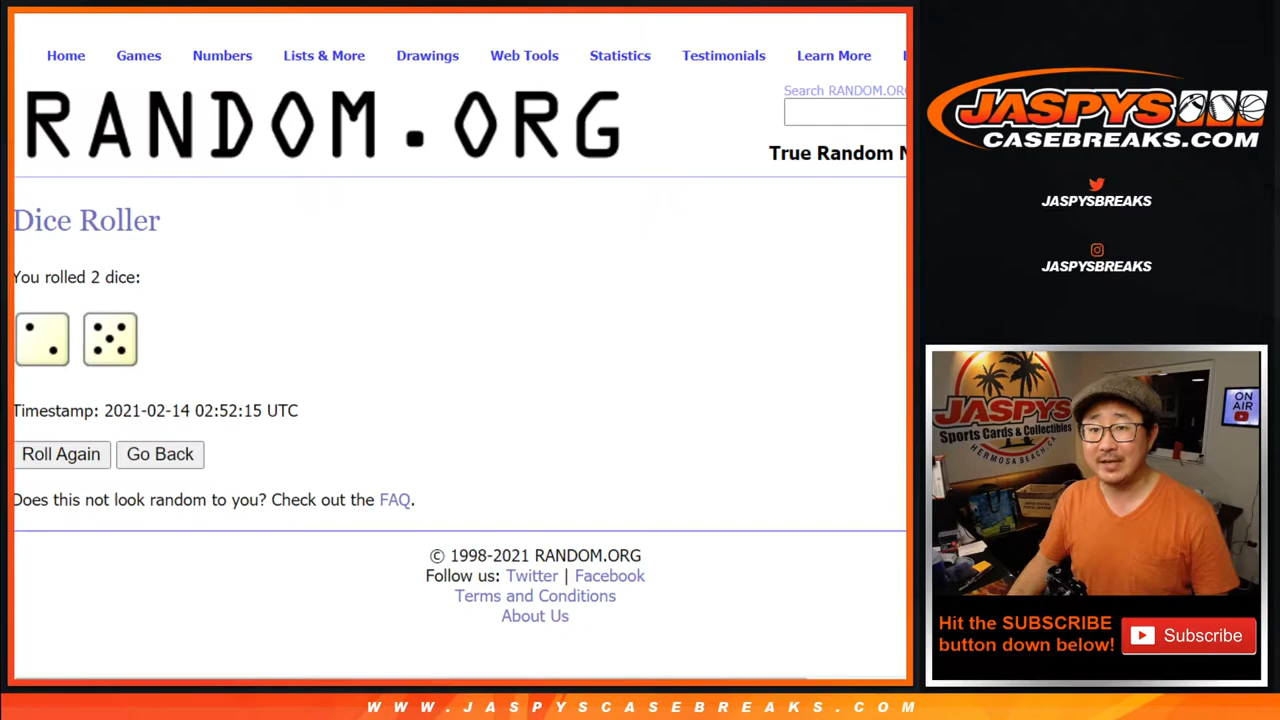 Home Games Numbers Lists & More Drawings Web Tools Statistics Testimonials Learn More
RANDOM.ORG
Search RANDOM.ORG
True Random N
Dice Roller
You rolled 2 dice:
Timestamp: 2021-02-14 02:52:15 UTC
Roll Again Go Back
Does this not look random to you? Check out the FAQ.
© 1998-2021 RANDOM.ORG
Follow us: Twitter | Facebook
Terms and Conditions
About Us
JASPYS
CASEBREAKS.COM
JASPYSBREAKS
JASPYSBREAKS
JASPYS
Sports Cards & Collectibles
HERMOSA BEACH, CA
ON
AIR
Hit the SUBSCRIBE
button down below!
Subscribe
WWW.JASPYSCASEBREAKS.COM